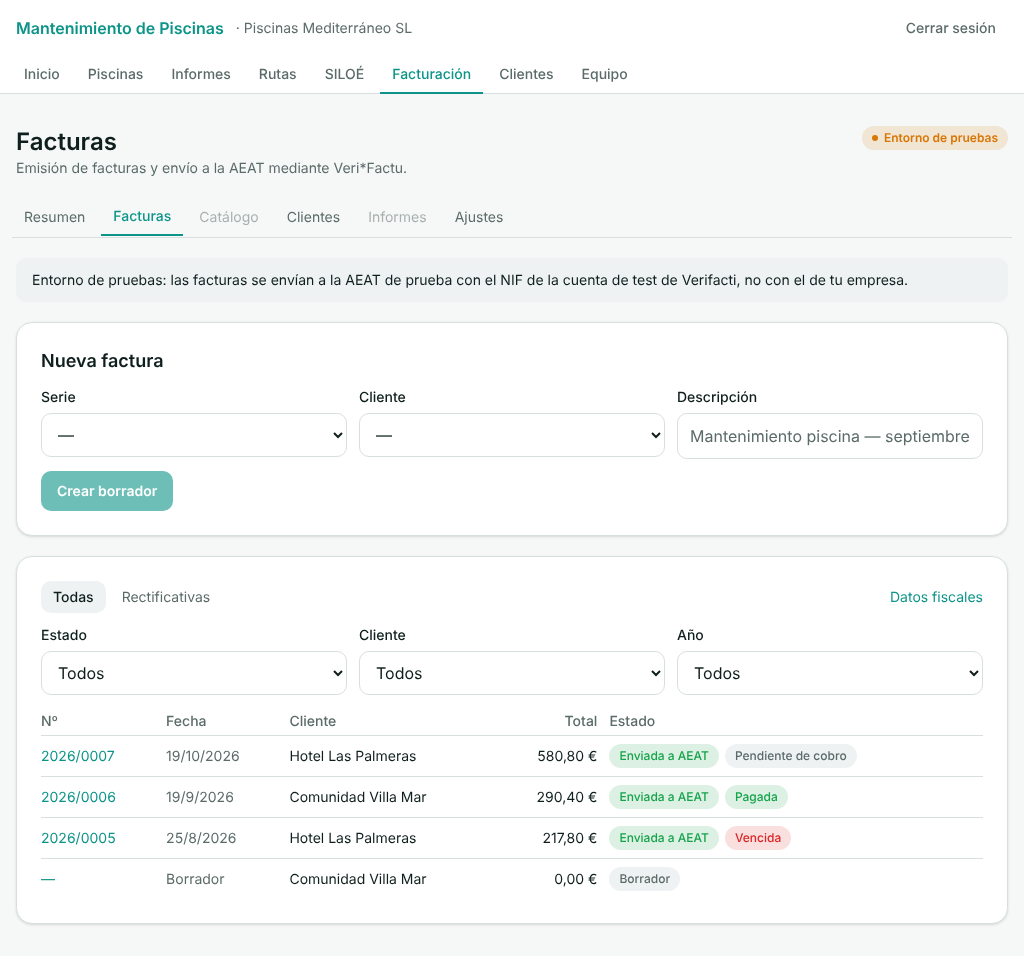 Mantenimiento de Piscinas · Piscinas Mediterráneo SL Cerrar sesión
Inicio Piscinas Informes Rutas SILOÉ Facturación Clientes Equipo
Facturas
Entorno de pruebas
Emisión de facturas y envío a la AEAT mediante Veri*Factu.
Resumen Facturas Catálogo Clientes Informes Ajustes
Entorno de pruebas: las facturas se envían a la AEAT de prueba con el NIF de la cuenta de test de Verifacti, no con el de tu empresa.
Nueva factura
Serie Cliente Descripción
— — Mantenimiento piscina — septiembre
Crear borrador
Todas Rectificativas Datos fiscales
Estado Cliente Año
Todos Todos Todos
Nº Fecha Cliente Total Estado
2026/0007 19/10/2026 Hotel Las Palmeras 580,80 € Enviada a AEAT Pendiente de cobro
2026/0006 19/9/2026 Comunidad Villa Mar 290,40 € Enviada a AEAT Pagada
2026/0005 25/8/2026 Hotel Las Palmeras 217,80 € Enviada a AEAT Vencida
— Borrador Comunidad Villa Mar 0,00 € Borrador